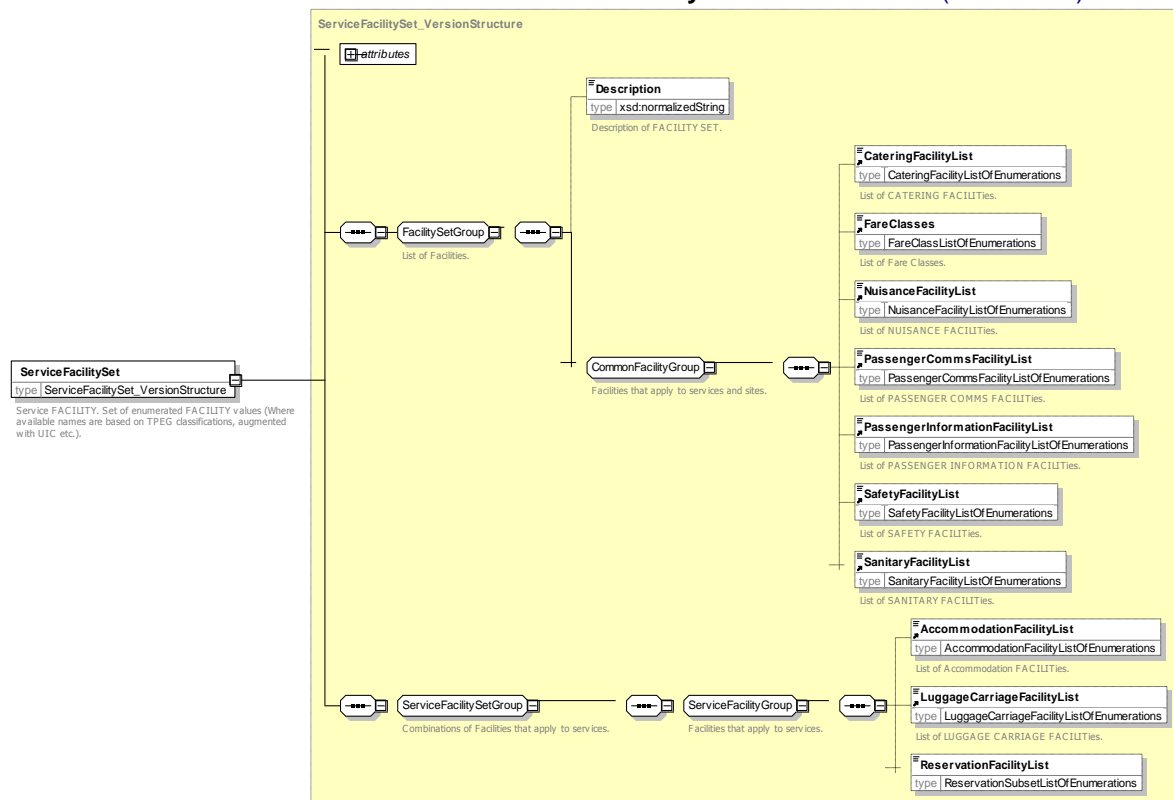 ServiceFacilitySet_VersionStructure
attributes
Description
type xsd:normalizedString
Description of FACILITY SET.
CateringFacilityList
type CateringFacilityListOfEnumerations
List of CATERING FACILITies.
FareClasses
type FareClassListOfEnumerations
List of Fare Classes.
FacilitySetGroup
List of Facilities.
NuisanceFacilityList
type NuisanceFacilityListOfEnumerations
List of NUISANCE FACILITies.
CommonFacilityGroup
Facilities that apply to services and sites.
PassengerCommsFacilityList
type PassengerCommsFacilityListOfEnumerations
List of PASSENGER COMMS FACILITies.
ServiceFacilitySet
type ServiceFacilitySet_VersionStructure
Service FACILITY. Set of enumerated FACILITY values (Where
available names are based on TPEG classifications, augmented
with UIC etc.).
PassengerInformationFacilityList
type PassengerInformationFacilityListOfEnumerations
List of PASSENGER INFORMATION FACILITies.
SafetyFacilityList
type SafetyFacilityListOfEnumerations
List of SAFETY FACILITies.
SanitaryFacilityList
type SanitaryFacilityListOfEnumerations
List of SANITARY FACILITies.
AccommodationFacilityList
type AccommodationFacilityListOfEnumerations
List of Accommodation FACILITies.
ServiceFacilitySetGroup
Combinations of Facilities that apply to services.
ServiceFacilityGroup
Facilities that apply to services.
LuggageCarriageFacilityList
type LuggageCarriageFacilityListOfEnumerations
List of LUGGAGE CARRIAGE FACILITies.
ReservationFacilityList
type ReservationSubsetListOfEnumerations